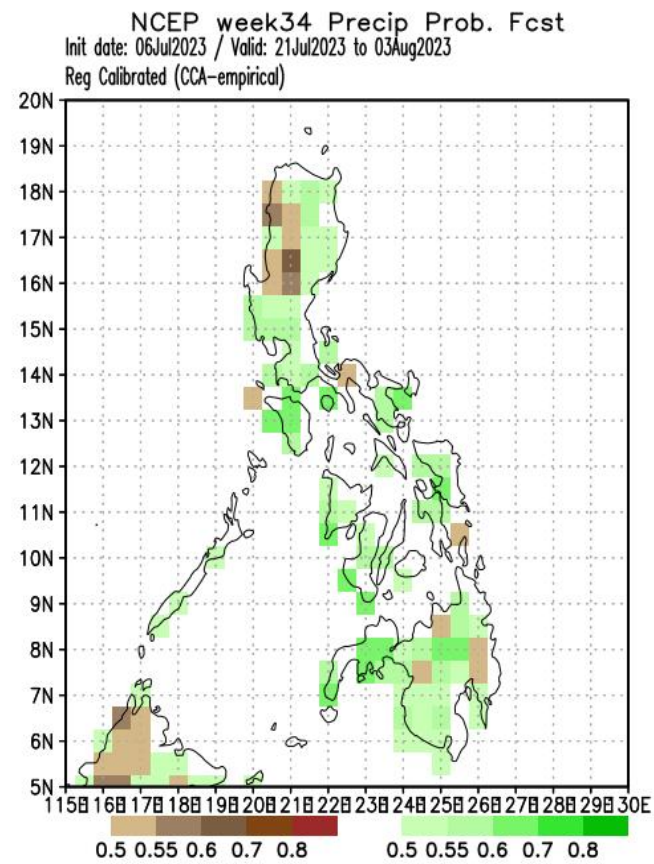 NCEP week34 Precip Prob. Fcst
Init date: 06Jul2023 / Valid: 21Jul2023 to 03Aug2023
Reg Calibrated (CCA-empirical)
20N
19N
18N
17N
16N
15N
14N
13N
12N
11N
10N
9N
8N
7N
6N
5N
115E 116E 117E 118E 119E 120E 121E 122E 123E 124E 125E 126E 127E 128E 129E 130E
0.5 0.55 0.6 0.7 0.8 0.5 0.55 0.6 0.7 0.8